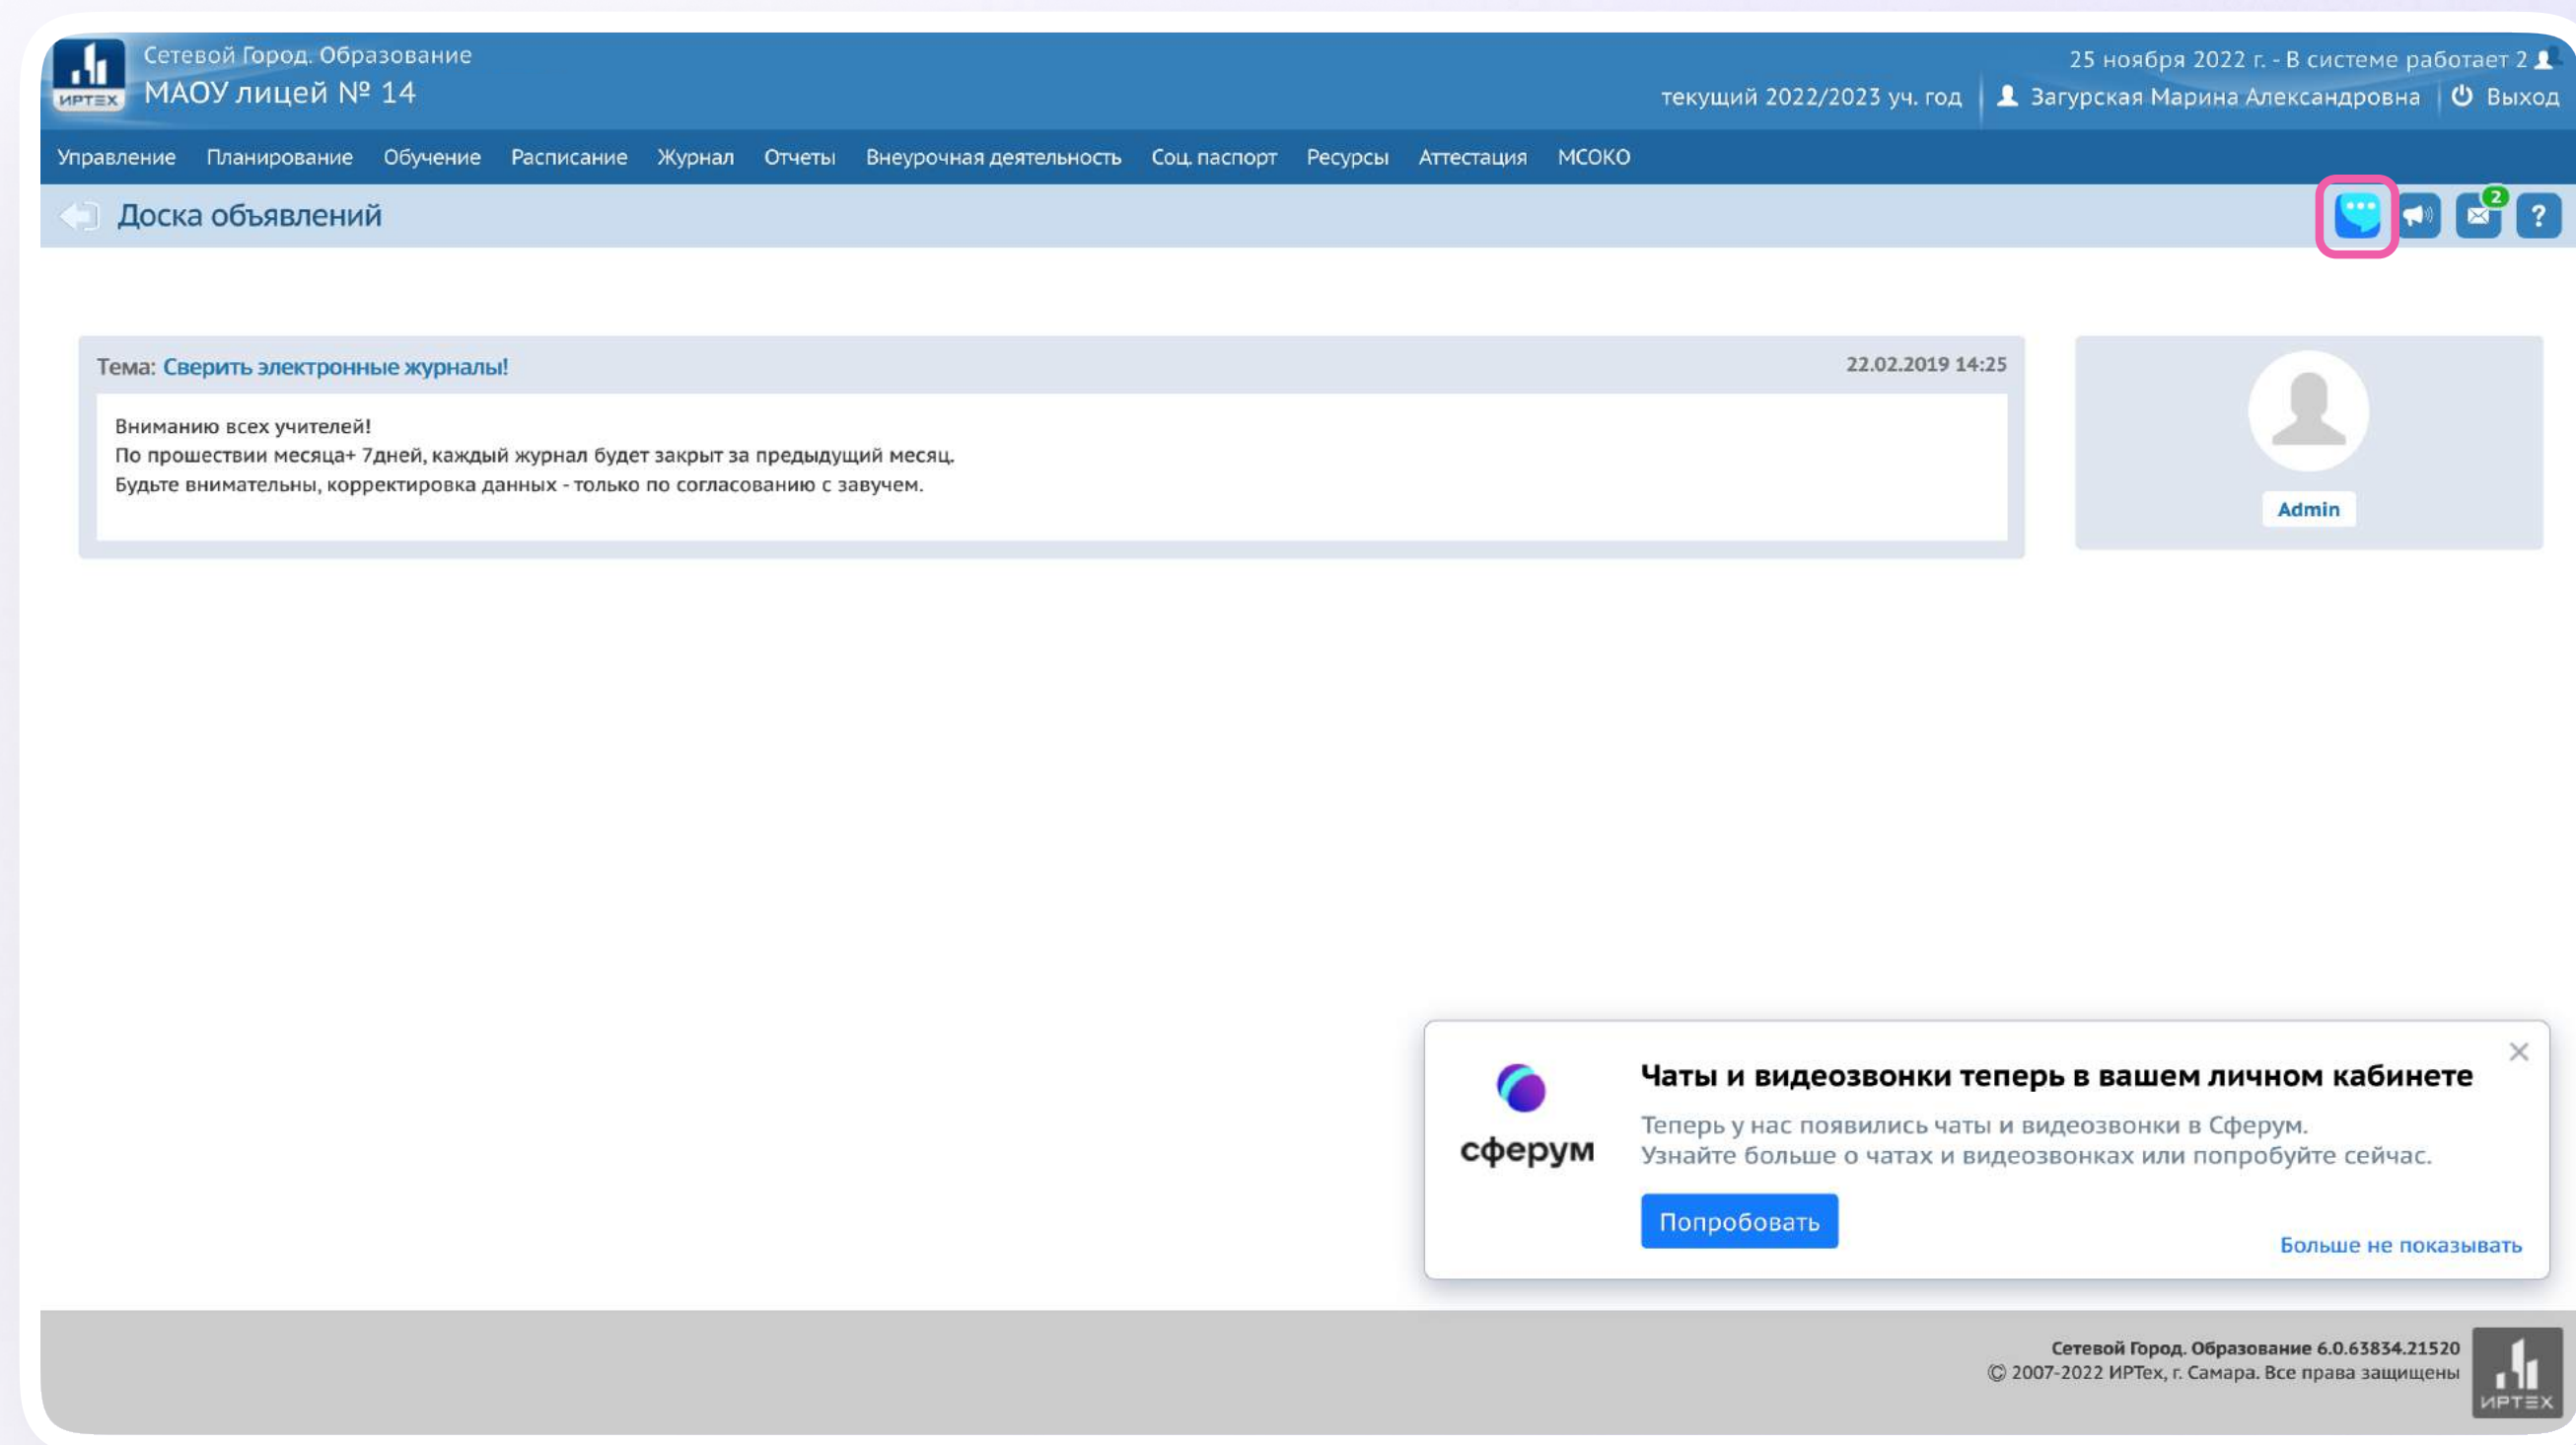 Сетевой Город. Образование
МАОУ лицей № 14
ИРТЕХ
25 ноября 2022 г. - В системе работает 2
текущий 2022/2023 уч. год
Загурская Марина Александровна
Выход
Управление Планирование Обучение Расписание Журнал Отчеты Внеурочная деятельность Соц. паспорт Ресурсы Аттестация МСОКО
Доска объявлений
2
?
Тема: Сверить электронные журналы!
22.02.2019 14:25
Вниманию всех учителей!
По прошествии месяца+ 7дней, каждый журнал будет закрыт за предыдущий месяц.
Будьте внимательны, корректировка данных - только по согласованию с завучем.
Admin
сферум
Чаты и видеозвонки теперь в вашем личном кабинете
Теперь у нас появились чаты и видеозвонки в Сферум.
Узнайте больше о чатах и видеозвонках или попробуйте сейчас.
Попробовать
Больше не показывать
Сетевой Город. Образование 6.0.63834.21520
© 2007-2022 ИРТех, г. Самара. Все права защищены
ИРТЕХ